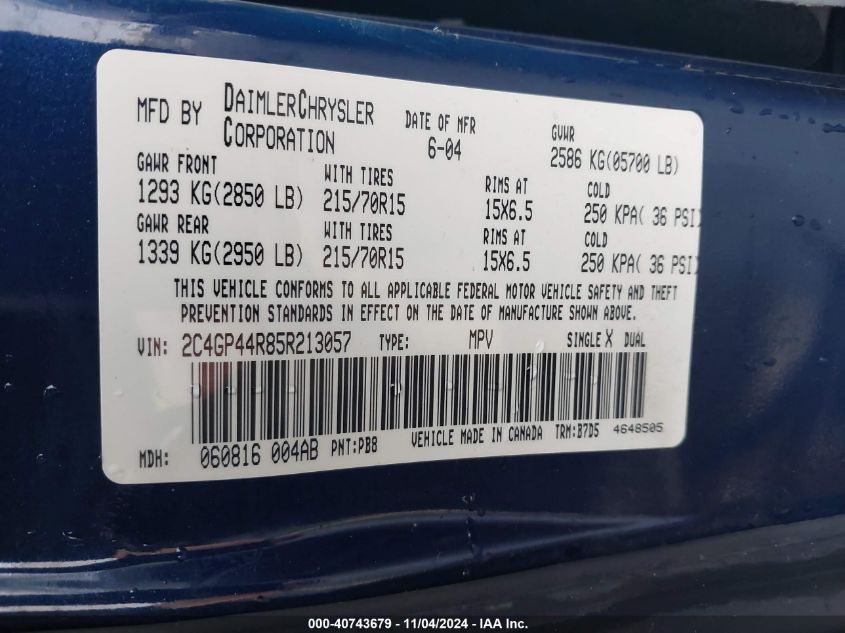 MFD BY DAIMLERCHRYSLER CORPORATION DATE OF MFR 6-04 GVWR 2586 KG(05700 LB)
GAWR FRONT WITH TIRES RIMS AT COLD
1293 KG(2850 LB) 215/70R15 15X6.5 250 KPA( 36 PSI)
GAWR REAR WITH TIRES RIMS AT COLD
1339 KG(2950 LB) 215/70R15 15X6.5 250 KPA( 36 PSI)
THIS VEHICLE CONFORMS TO ALL APPLICABLE FEDERAL MOTOR VEHICLE SAFETY AND THEFT
PREVENTION STANDARDS IN EFFECT ON THE DATE OF MANUFACTURE SHOWN ABOVE.
VIN: 2C4GP44R85R213057 TYPE: MPV SINGLE X DUAL
MDH: 060816 004AB PNT:PB8 VEHICLE MADE IN CANADA TRM:B7D5 4648505
000-40743679 - 11/04/2024 - IAAI.com